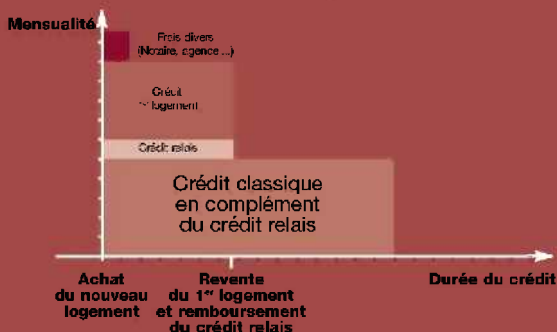 Mensualité
Frais divers
(Notaire, agence ...)
Crédit
1er logement
Crédit relais
Crédit classique
en complément
du crédit relais
Achat
du nouveau
logement
Revente
du 1er logement
et remboursement
du crédit relais
Durée du crédit